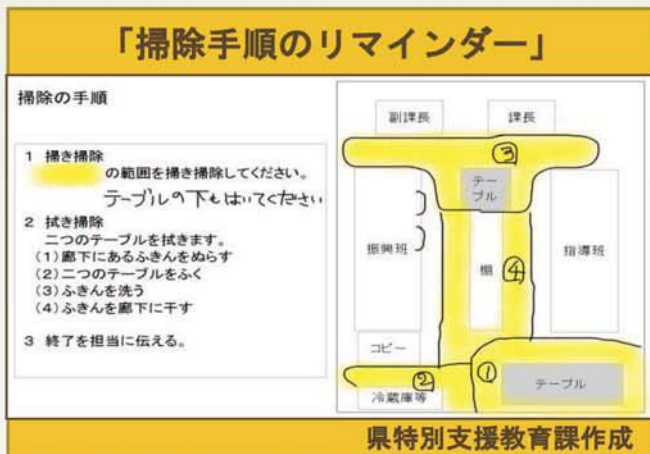 「掃除手順のリマインダー」
掃除の手順
1 掃き掃除
の範囲を掃き掃除してください。
テーブルの下もはいてください
2 拭き掃除
二つのテーブルを拭きます。
(1)廊下にあるふきんをぬらす
(2)二つのテーブルをふく
(3)ふきんを洗う
(4)ふきんを廊下に干す
3 終了を担当に伝える。
副課長
課長
③
テー
ブル
振興班
棚
④
指導班
コピー
②
冷蔵庫等
①
テーブル
県特別支援教育課作成